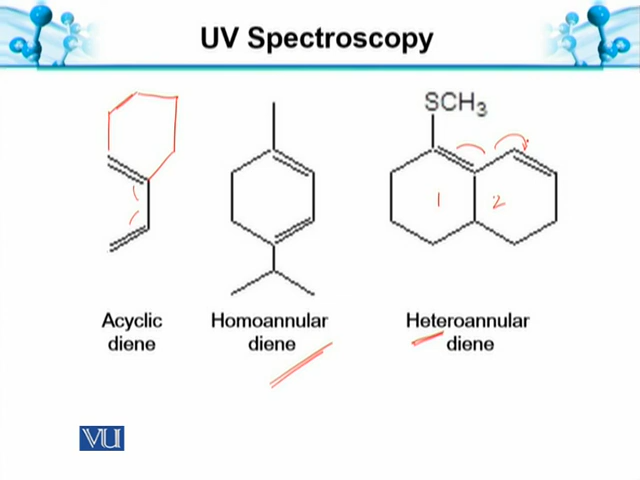 UV Spectroscopy
SCH3
1 2
Acyclic
diene
Homoannular
diene
Heteroannular
diene
VU